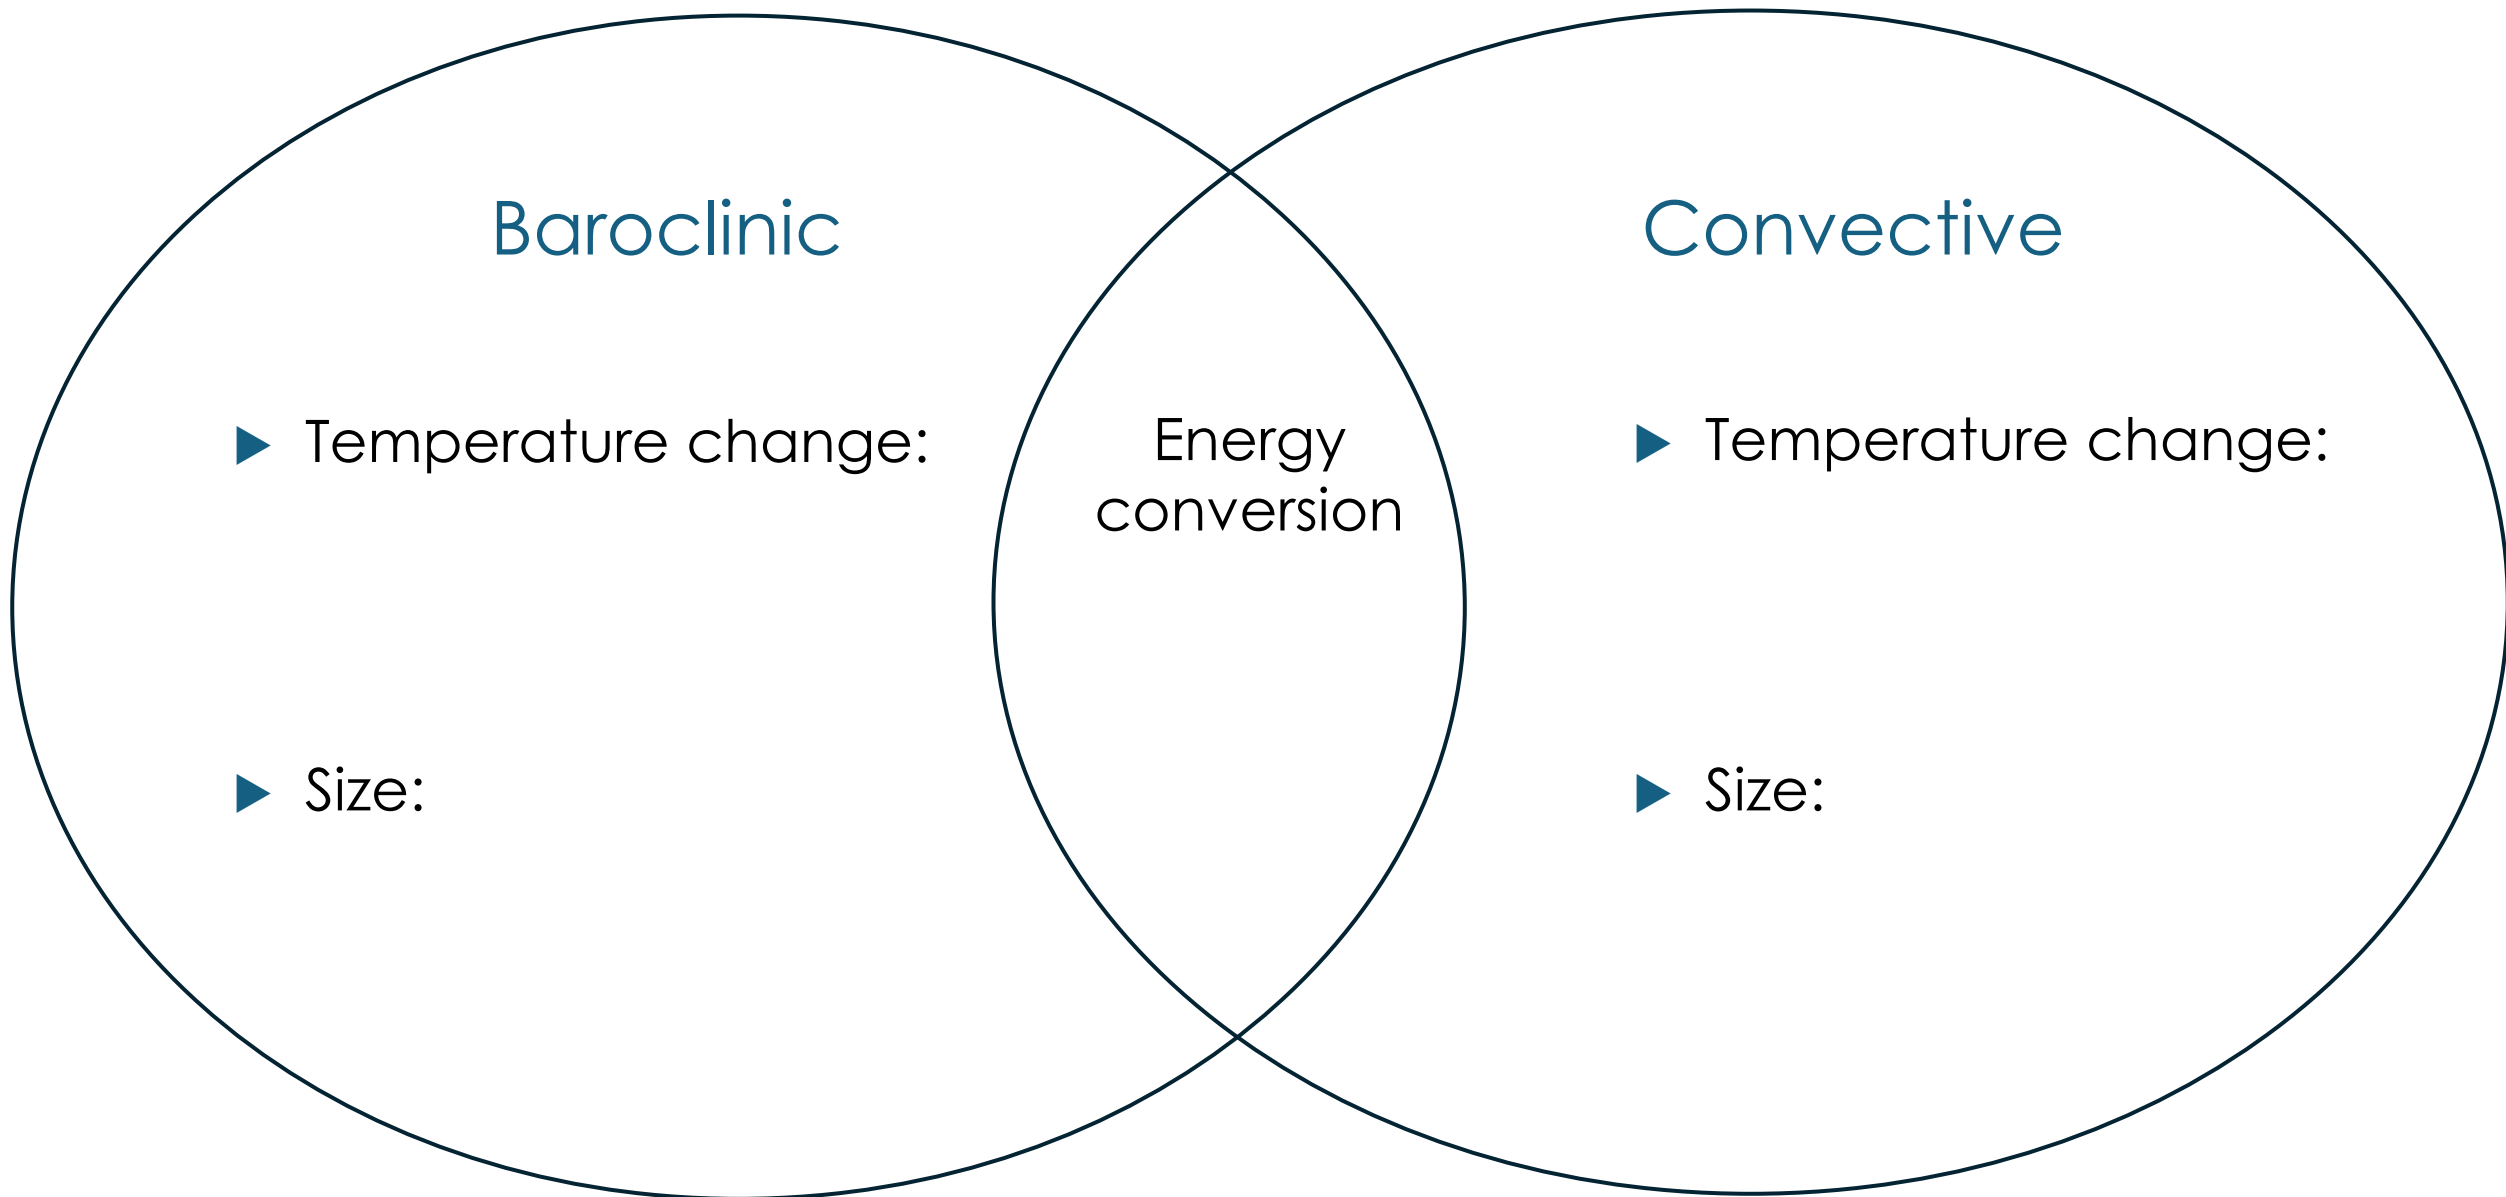 Baroclinic
Temperature change:
Size:
Energy
conversion
Convective
Temperature change:
Size: